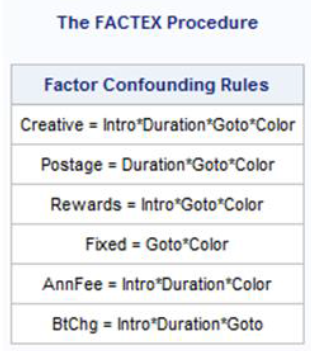 The FACTEX Procedure
Factor Confounding Rules
Creative = Intro*Duration*Goto*Color
Postage = Duration*Goto*Color
Rewards = Intro*Goto*Color
Fixed = Goto*Color
AnnFee = Intro*Duration*Color
BtChg = Intro*Duration*Goto